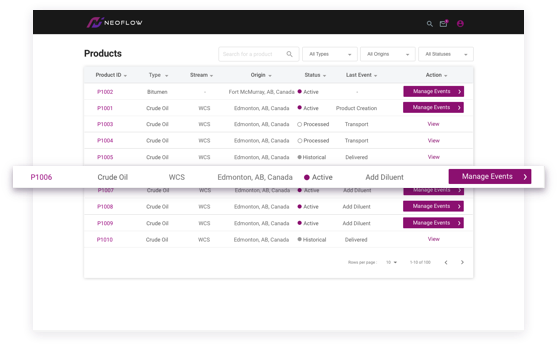 NEOFLOW
Products
Search for a product
All Types
All Origins
All Statuses
Product ID Type Stream Origin Status Last Event Action
P1002 Bitumen - Fort McMurray, AB, Canada Active - Manage Events
P1001 Crude Oil WCS Edmonton, AB, Canada Active Product Creation Manage Events
P1003 Crude Oil WCS Edmonton, AB, Canada Processed Transport View
P1004 Crude Oil WCS Edmonton, AB, Canada Processed Transport View
P1005 Crude Oil WCS Edmonton, AB, Canada Historical Delivered View
P1006 Crude Oil WCS Edmonton, AB, Canada Active Add Diluent Manage Events
P1007 Crude Oil WCS Edmonton, AB, Canada Active Add Diluent Manage Events
P1008 Crude Oil WCS Edmonton, AB, Canada Active Add Diluent Manage Events
P1009 Crude Oil WCS Edmonton, AB, Canada Active Add Diluent Manage Events
P1010 Crude Oil WCS Edmonton, AB, Canada Historical Delivered View
Rows per page: 10 1-10 of 100